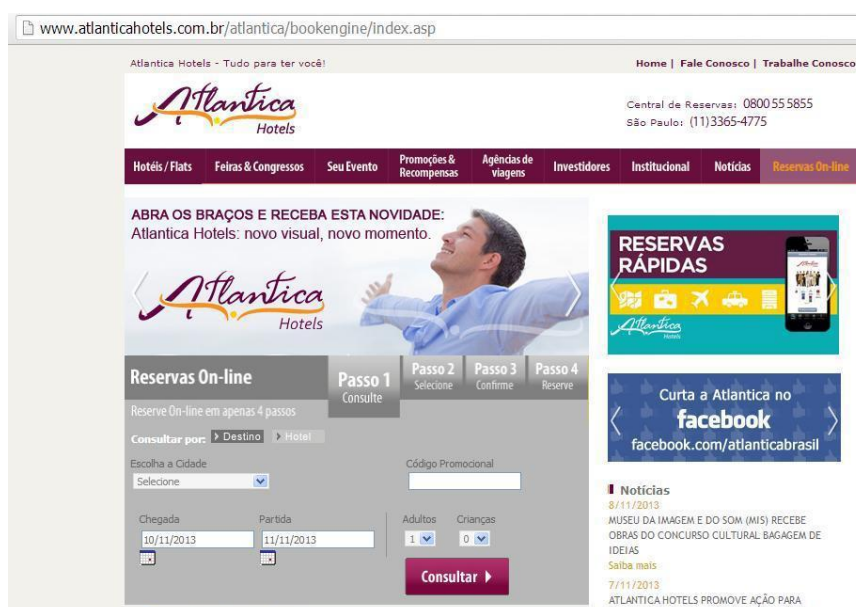 www.atlanticahotels.com.br/atlantica/bookengine/index.asp
Atlantica Hotels - Tudo para ter você!
Home | Fale Conosco | Trabalhe Conosco
Atlantica
Hotels
Central de Reservas: 0800 55 5855
São Paulo: (11)3365-4775
Hotéis / Flats
Feiras & Congressos
Seu Evento
Promoções &
Recompensas
Agências de
viagens
Investidores
Institucional
Notícias
Reservas On-line
ABRA OS BRAÇOS E RECEBA ESTA NOVIDADE:
Atlantica Hotels: novo visual, novo momento.
Atlantica
Hotels
RESERVAS
RÁPIDAS
Atlantica
Hotels
Reservas On-line
Reserve On-line em apenas 4 passos
Passo 1
Consulte
Passo 2
Selecione
Passo 3
Confirme
Passo 4
Reserve
Consultar por: Destino Hotel
Escolha a Cidade
Selecione
Código Promocional
Chegada
10/11/2013
Partida
11/11/2013
Adultos
1
Crianças
0
Consultar
Curta a Atlantica no
facebook
facebook.com/atlanticabrasil
Notícias
8/11/2013
MUSEU DA IMAGEM E DO SOM (MIS) RECEBE
OBRAS DO CONCURSO CULTURAL BAGAGEM DE
IDEIAS
Saiba mais
7/11/2013
ATLANTICA HOTELS PROMOVE AÇÃO PARA